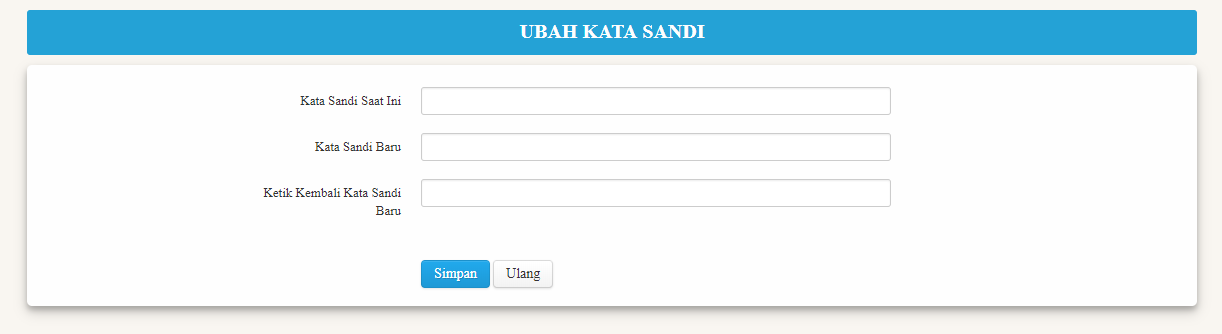 UBAH KATA SANDI
Kata Sandi Saat Ini
Kata Sandi Baru
Ketik Kembali Kata Sandi
Baru
Simpan Ulang